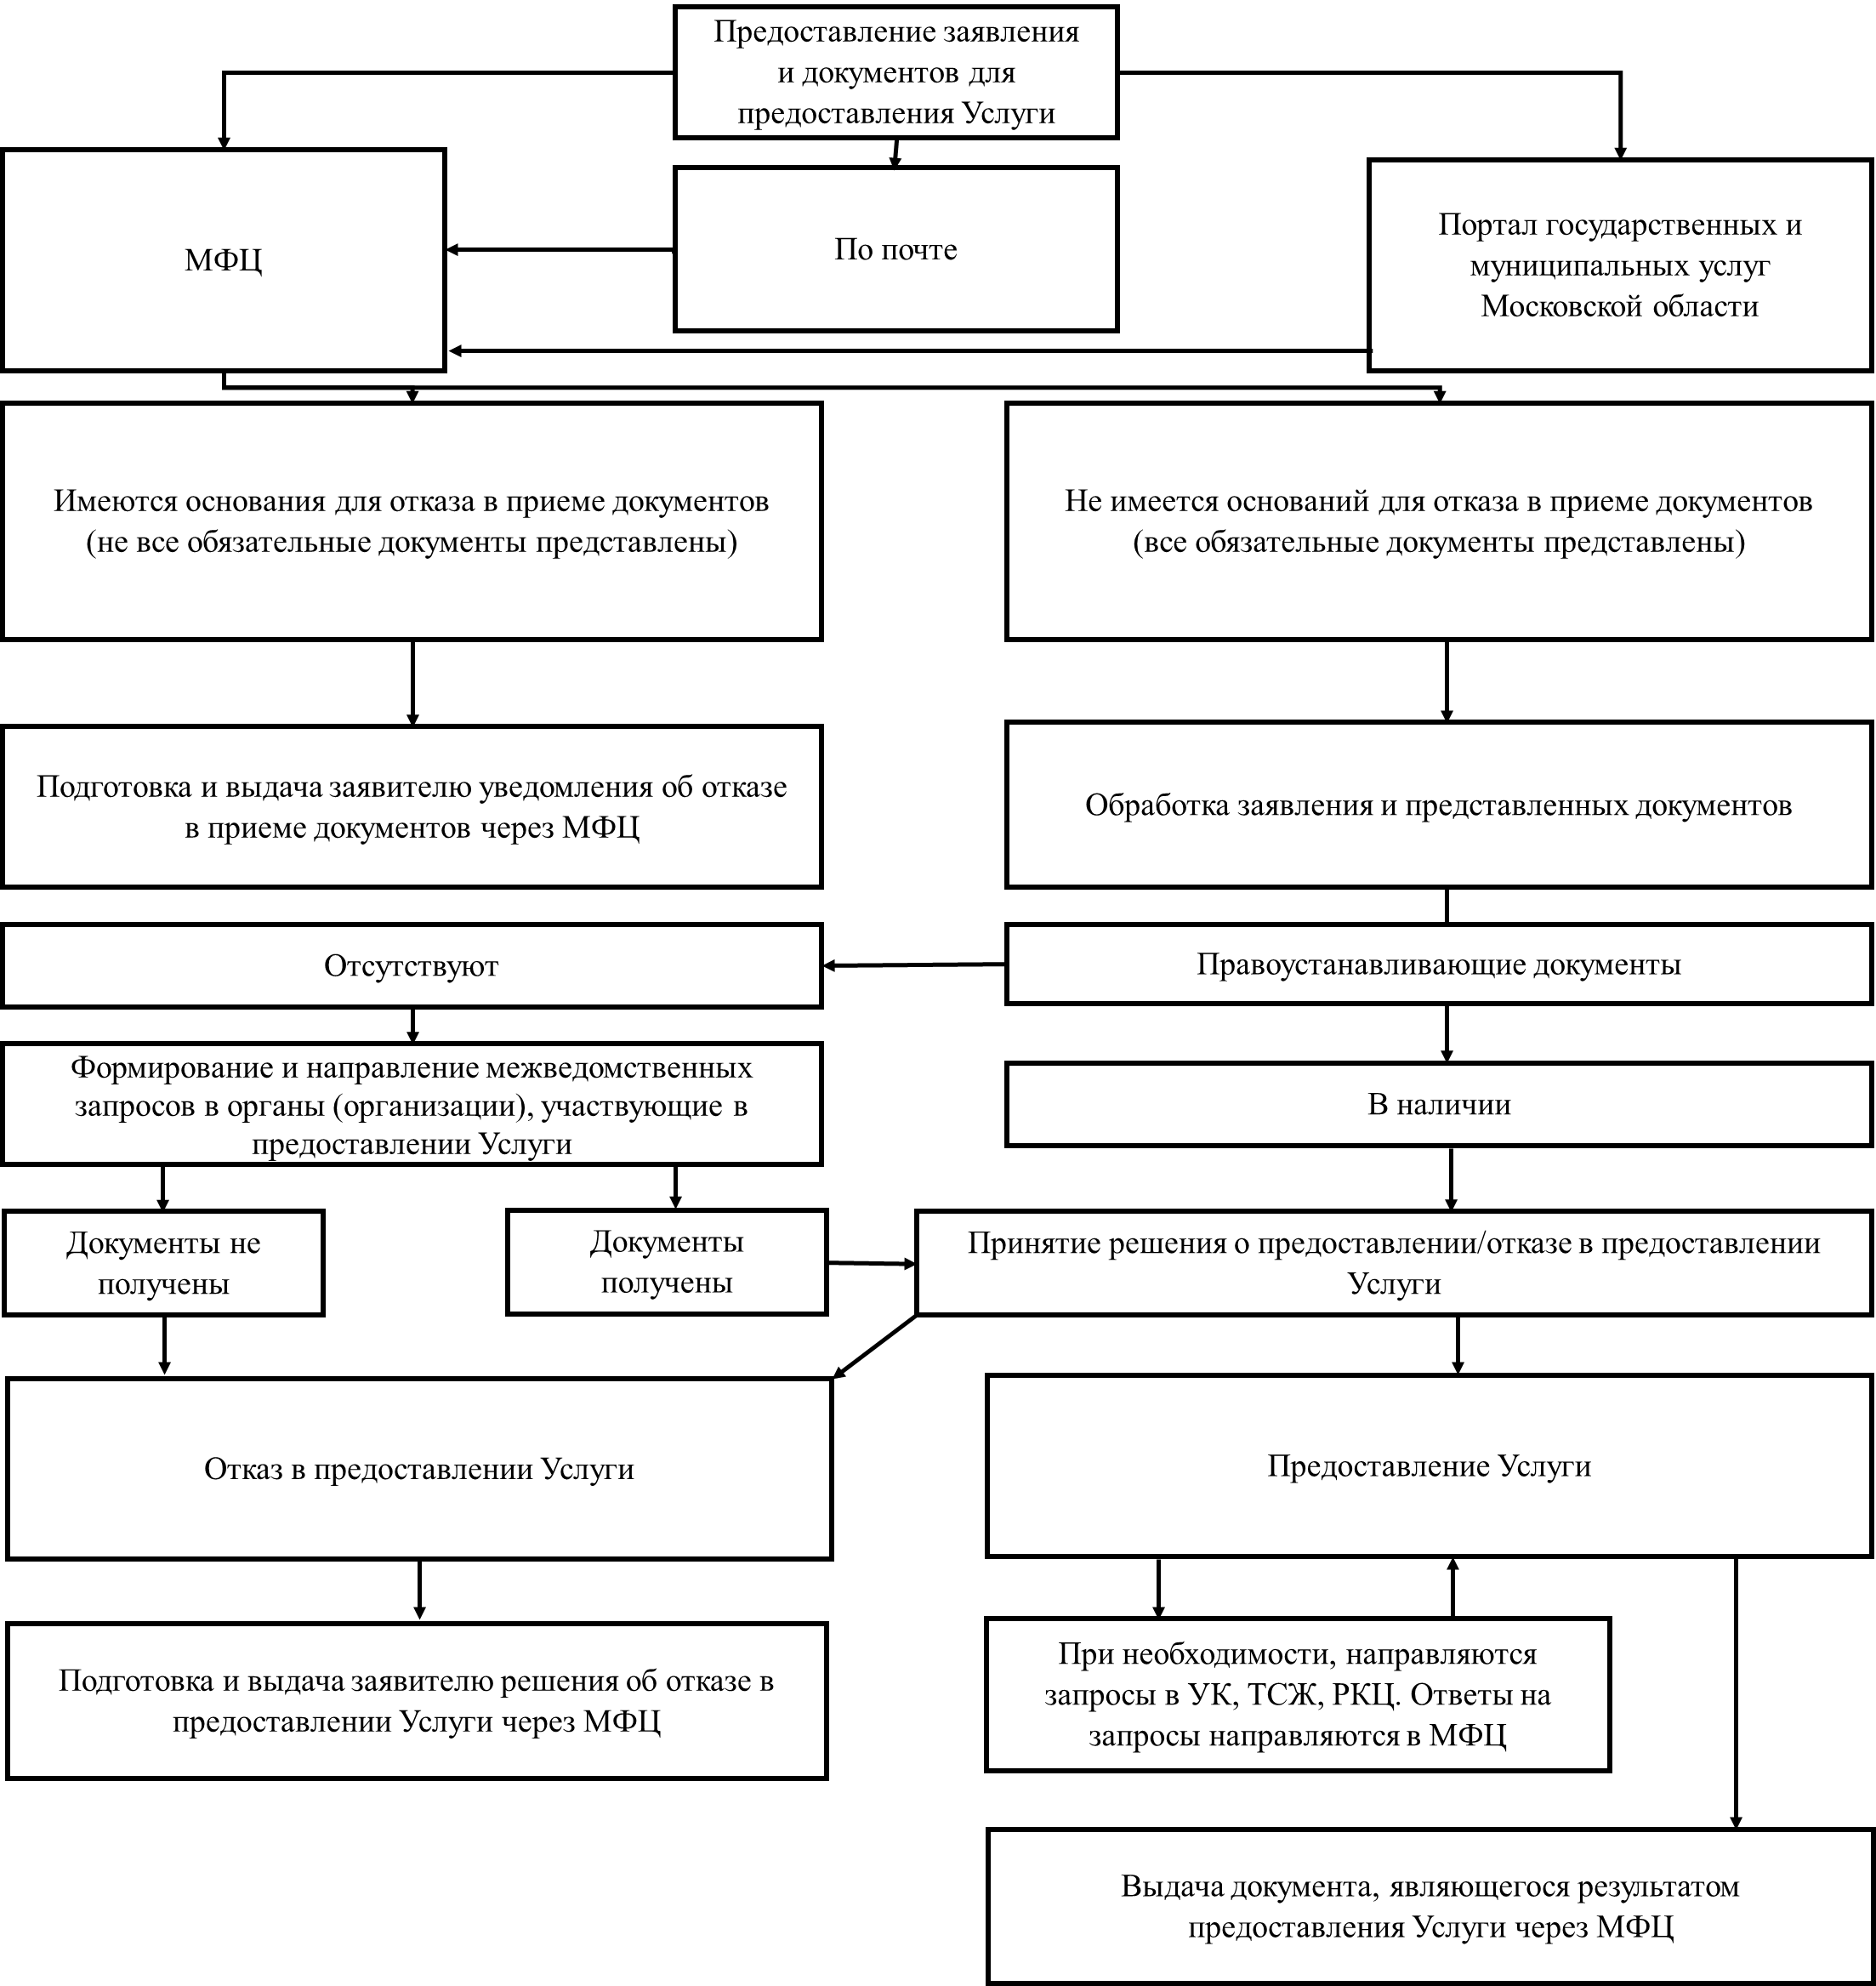 Предоставление заявления
и документов для
предоставления Услуги
МФЦ
По почте
Портал государственных и
муниципальных услуг
Московской области
Имеются основания для отказа в приеме документов
(не все обязательные документы представлены)
Не имеется оснований для отказа в приеме документов
(все обязательные документы представлены)
Подготовка и выдача заявителю уведомления об отказе
в приеме документов через МФЦ
Обработка заявления и представленных документов
Отсутствуют
Правоустанавливающие документы
Формирование и направление межведомственных
запросов в органы (организации), участвующие в
предоставлении Услуги
В наличии
Документы не
получены
Документы
получены
Принятие решения о предоставлении/отказе в предоставлении
Услуги
Отказ в предоставлении Услуги
Предоставление Услуги
Подготовка и выдача заявителю решения об отказе в
предоставлении Услуги через МФЦ
При необходимости, направляются
запросы в УК, ТСЖ, РКЦ. Ответы на
запросы направляются в МФЦ
Выдача документа, являющегося результатом
предоставления Услуги через МФЦ